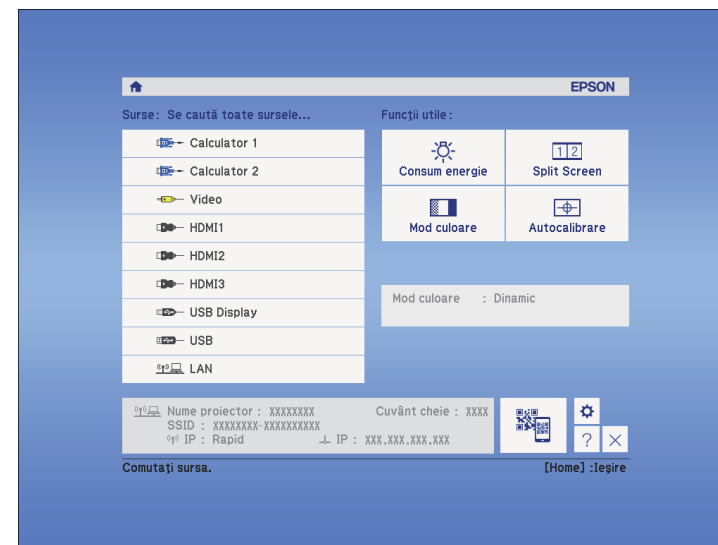 EPSON
Surse: Se caută toate sursele...
Funcții utile:
Calculator 1
Calculator 2
Video
HDMI1
HDMI2
HDMI3
USB Display
USB
LAN
Consum energie
1 2
Split Screen
Mod culoare
Autocalibrare
Mod culoare : Dinamic
Nume proiector : XXXXXXXX Cuvânt cheie : XXXX
SSID : XXXXXXXX-XXXXXXXXXX
IP : Rapid IP : XXX.XXX.XXX.XXX
?
Comutați sursa.
[Home] :Ieșire